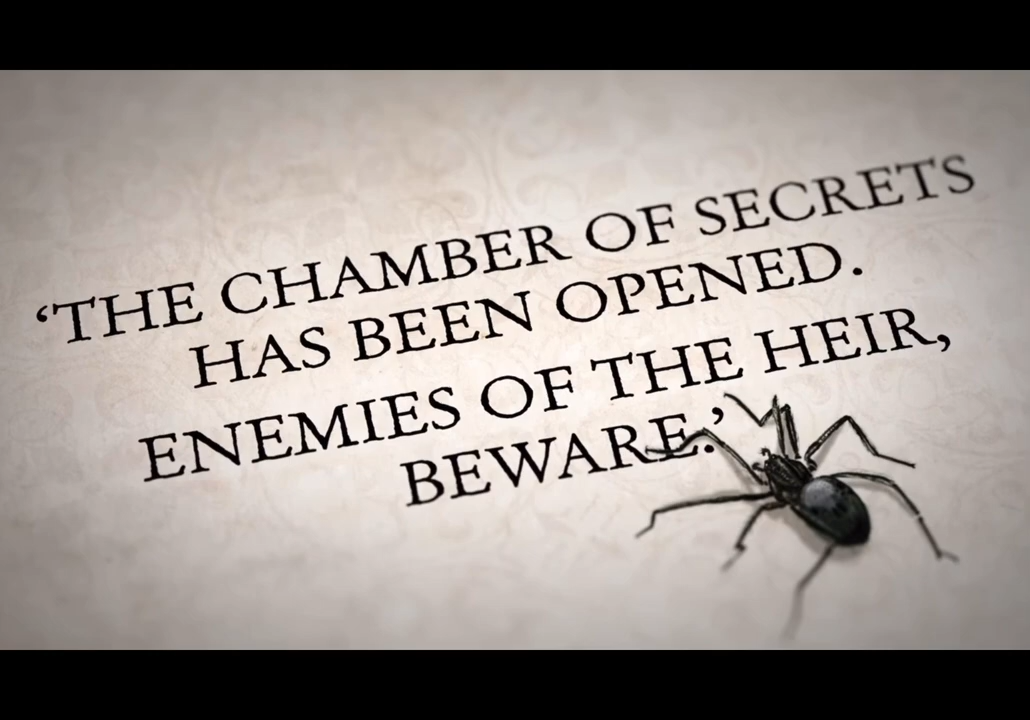 ‘THE CHAMBER OF SECRETS
HAS BEEN OPENED.
ENEMIES OF THE HEIR,
BEWARE.’